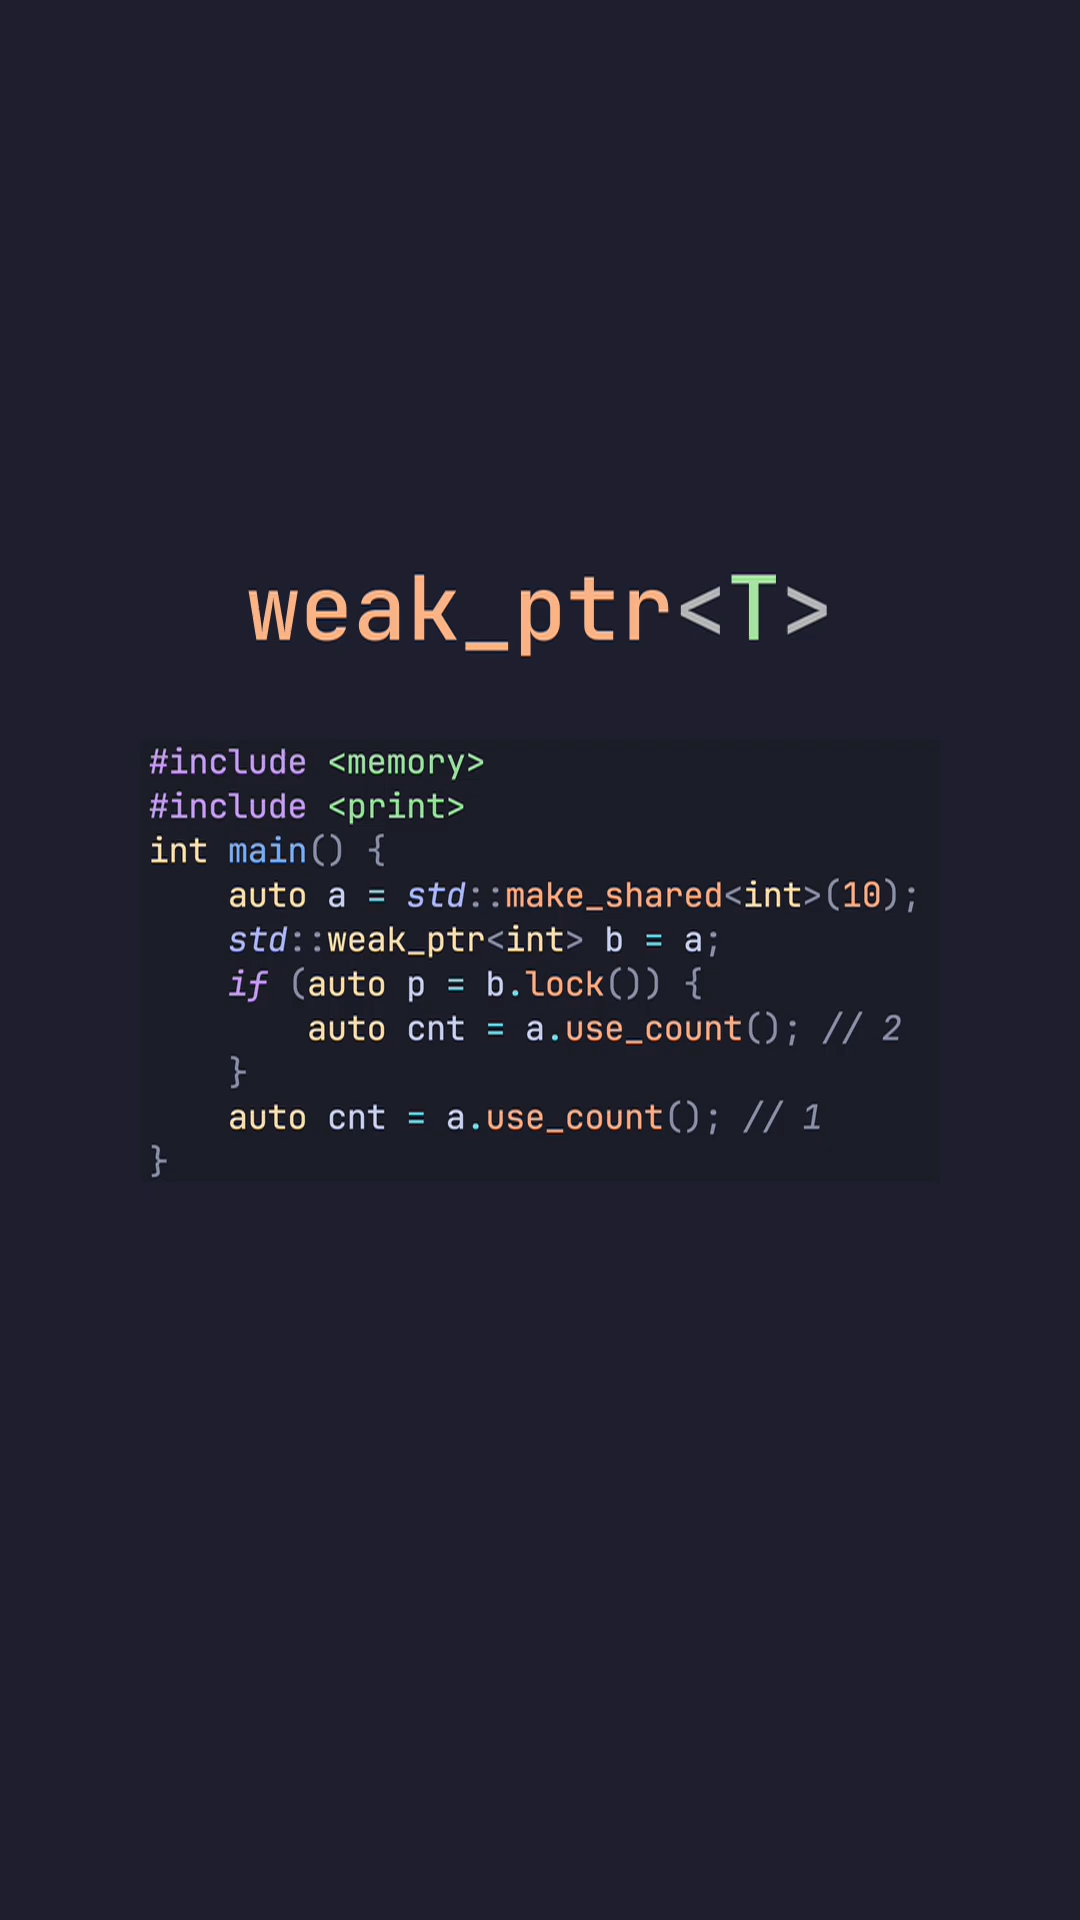 weak_ptr<T>
#include <memory>
#include <print>
int main() {
    auto a = std::make_shared<int>(10);
    std::weak_ptr<int> b = a;
    if (auto p = b.lock()) {
        auto cnt = a.use_count(); // 2
    }
    auto cnt = a.use_count(); // 1
}